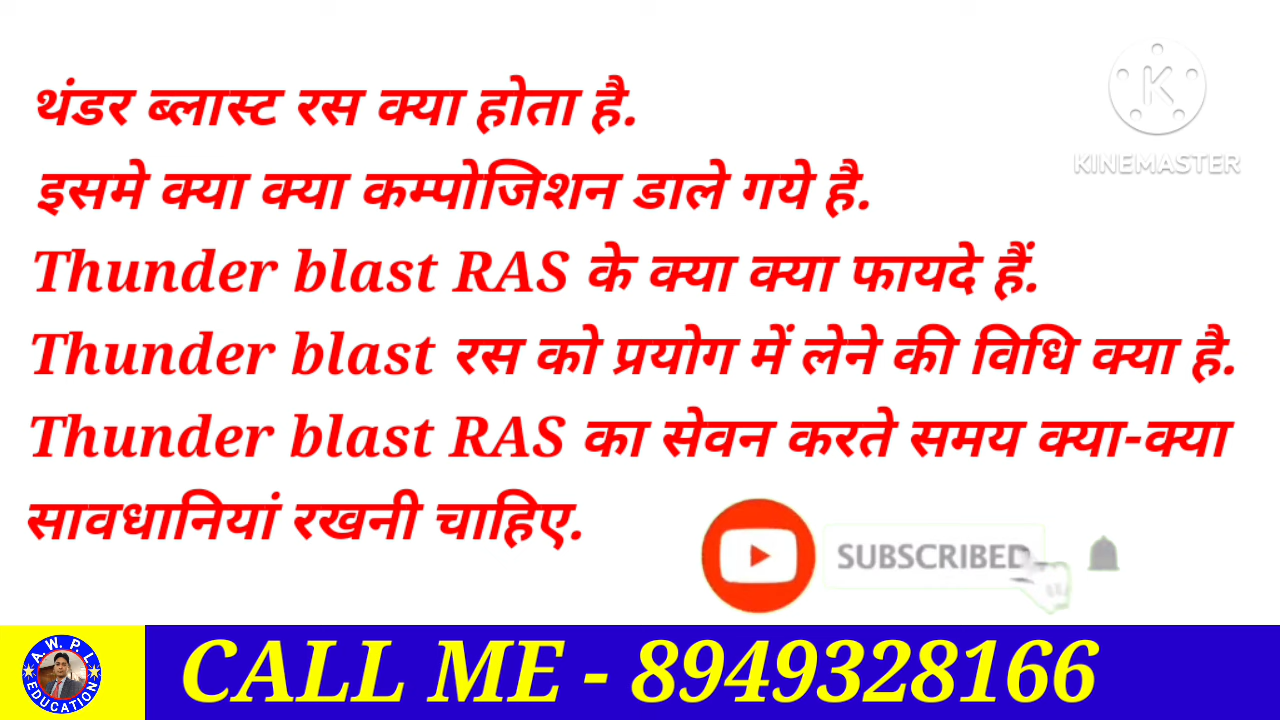 थंडर ब्लास्ट रस क्या होता है.
KINEMASTER
इसमे क्या क्या कम्पोजिशन डाले गये है.
Thunder blast RAS के क्या क्या फायदे हैं.
Thunder blast रस को प्रयोग में लेने की विधि क्या है.
Thunder blast RAS का सेवन करते समय क्या-क्या
सावधानियां रखनी चाहिए.
SUBSCRIBED
A.W.P.L
EDUCATION
CALL ME - 8949328166